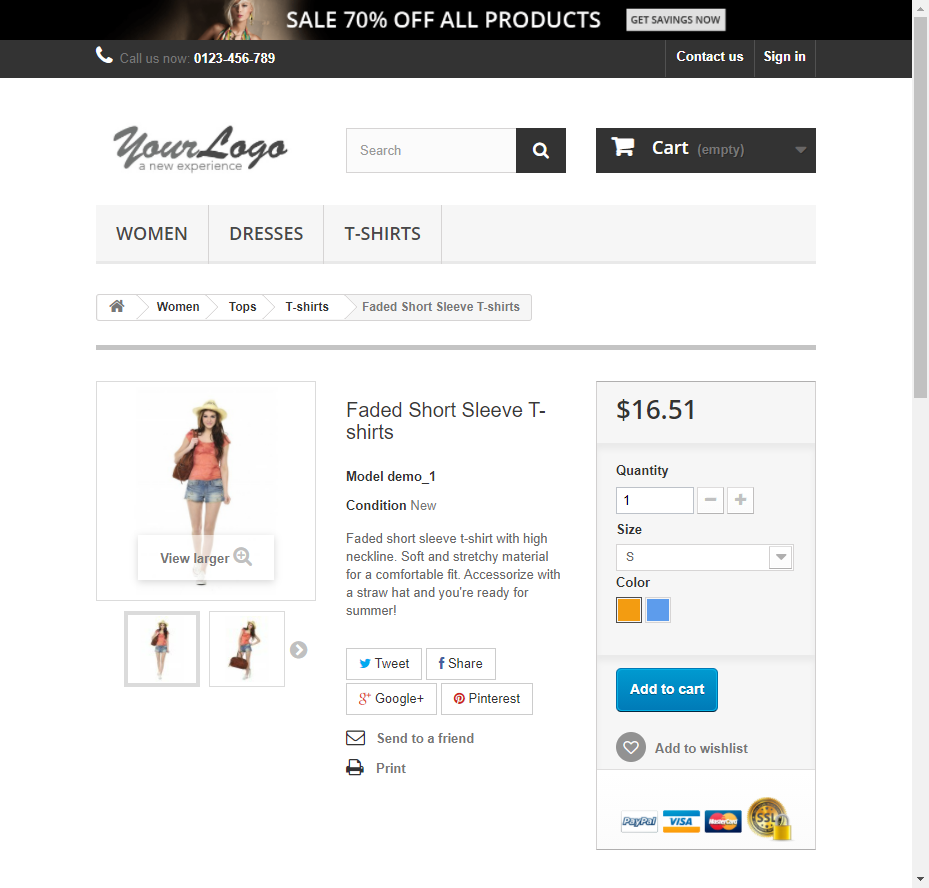 SALE 70% OFF ALL PRODUCTS GET SAVINGS NOW
Call us now: 0123-456-789 Contact us Sign in
YourLogo
a new experience
Search
Cart (empty)
WOMEN DRESSES T-SHIRTS
Women Tops T-shirts Faded Short Sleeve T-shirts
View larger
Faded Short Sleeve T-
shirts
Model demo_1
Condition New
Faded short sleeve t-shirt with high
neckline. Soft and stretchy material
for a comfortable fit. Accessorize with
a straw hat and you're ready for
summer!
Tweet Share
Google+ Pinterest
Send to a friend
Print
$16.51
Quantity
1
Size
S
Color
Add to cart
Add to wishlist
PayPal VISA MasterCard SSL